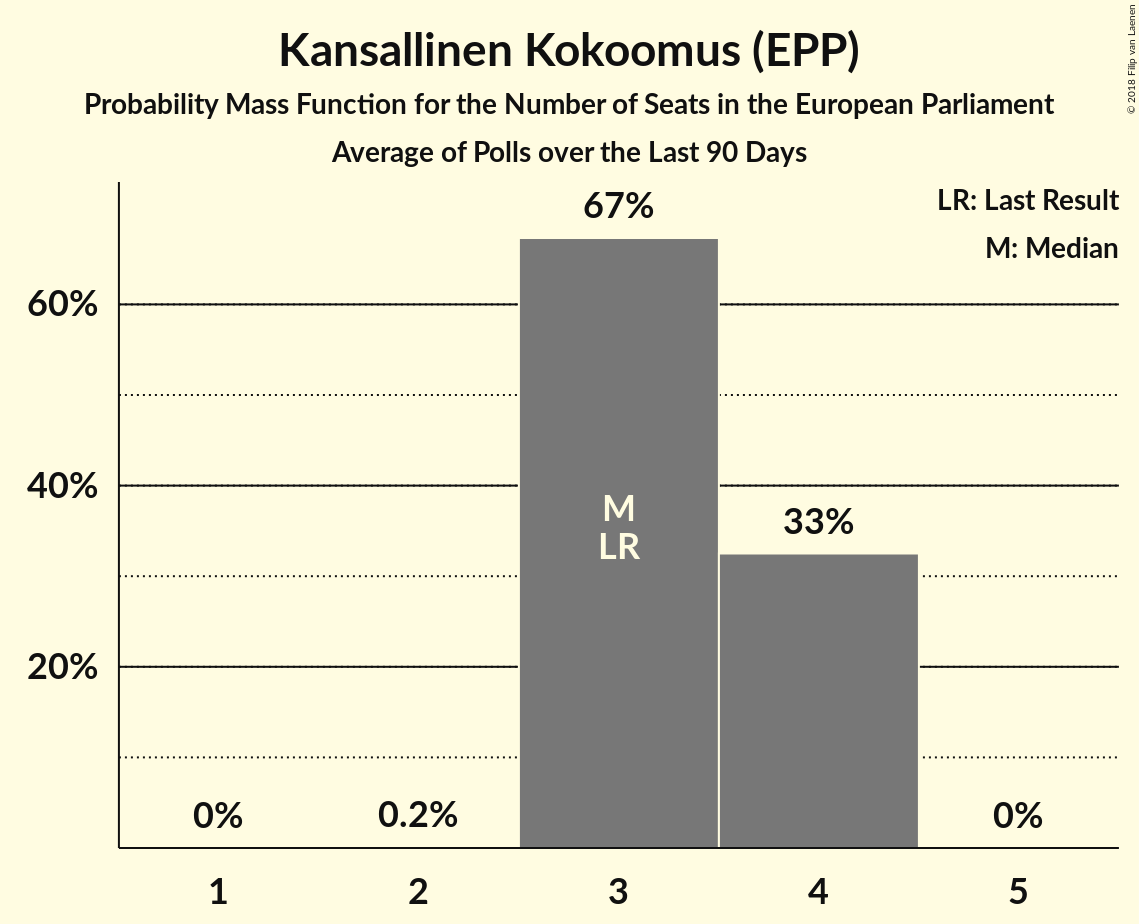 Kansallinen Kokoomus (EPP)
Probability Mass Function for the Number of Seats in the European Parliament
Average of Polls over the Last 90 Days
© 2018 Filip van Laenen
LR: Last Result
M: Median
67%
60%
40%
33%
M
LR
20%
0%
0.2%
0%
1
2
3
4
5